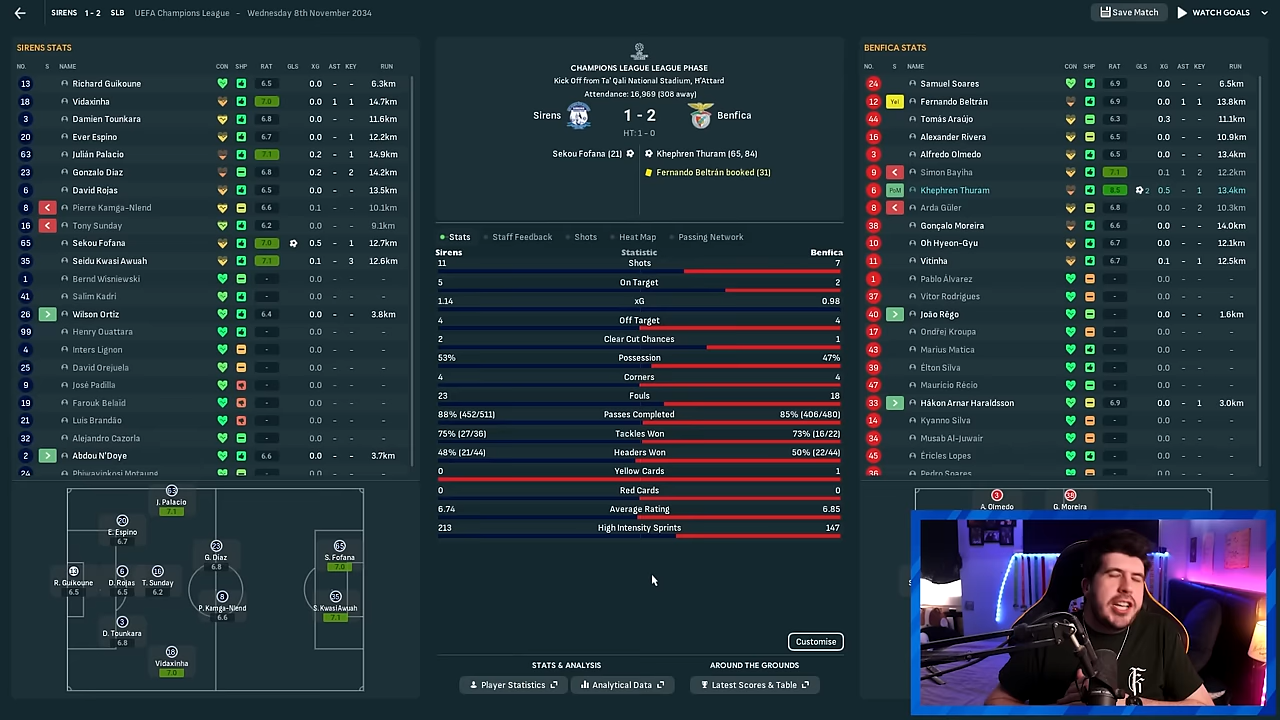 SIRENS 1 - 2 SLB UEFA Champions League - Wednesday 8th November 2034
Save Match WATCH GOALS
SIRENS STATS
NO. S NAME CON SHP RAT GLS XG AST KEY RUN
13 Richard Guikoune 6.5 0.0 - - 6.3km
18 Vidaxinha 7.0 0.0 1 1 14.7km
3 Damien Tounkara 6.8 0.0 - - 11.6km
20 Ever Espino 6.7 0.0 - 1 12.2km
63 Julián Palacio 7.1 0.2 - 1 14.9km
23 Gonzalo Díaz 6.8 0.2 - 2 14.2km
6 David Rojas 6.5 0.0 - - 13.5km
8 Pierre Kamga-Nlend 6.6 0.1 - - 10.1km
16 Tony Sunday 6.2 0.0 - - 9.1km
65 Sekou Fofana 7.0 0.5 - 1 12.7km
35 Seidu Kwasi Awuah 7.1 0.1 - 3 12.6km
1 Bernd Wisniewski - 0.0 - - -
41 Salim Kadri - 0.0 - - -
26 Wilson Ortiz 6.4 0.0 - - 3.8km
99 Henry Ouattara - 0.0 - - -
4 Inters Lignon - 0.0 - - -
25 David Orejuela - 0.0 - - -
9 José Padilla - 0.0 - - -
19 Farouk Belaïd - 0.0 - - -
21 Luís Brandão - 0.0 - - -
32 Alejandro Cazorla - 0.0 - - -
2 Abdou N'Doye 6.6 0.0 - - 3.7km
24 Phiwayinkosi Motaung
J. Palacio
7.1
20
E. Espino
6.7
23
G. Díaz
6.8
S. Fofana
7.0
R. Guikoune
6.5
6
D. Rojas
6.5
16
T. Sunday
6.2
8
P. Kamga-Nlend
6.6
35
S. Kwasi Awuah
7.1
3
D. Tounkara
6.8
18
Vidaxinha
7.0
CHAMPIONS LEAGUE LEAGUE PHASE
Kick Off from Ta' Qali National Stadium, H'Attard
Attendance: 16,969 (308 away)
Sirens 1 - 2 Benfica
HT: 1 - 0
Sekou Fofana (21) Khephren Thuram (65, 84)
Fernando Beltrán booked (31)
Stats Staff Feedback Shots Heat Map Passing Network
Sirens Statistic Benfica
11 Shots 7
5 On Target 2
1.14 xG 0.98
4 Off Target 4
2 Clear Cut Chances 1
53% Possession 47%
4 Corners 4
23 Fouls 18
88% (452/511) Passes Completed 85% (406/480)
75% (27/36) Tackles Won 73% (16/22)
48% (21/44) Headers Won 50% (22/44)
0 Yellow Cards 1
0 Red Cards 0
6.74 Average Rating 6.85
213 High Intensity Sprints 147
Customise
STATS & ANALYSIS AROUND THE GROUNDS
Player Statistics Analytical Data Latest Scores & Table
BENFICA STATS
NO. S NAME CON SHP RAT GLS XG AST KEY RUN
24 Samuel Soares 6.9 0.0 - - 6.5km
12 Yel Fernando Beltrán 6.9 0.0 1 1 13.8km
44 Tomás Araújo 6.3 0.3 - - 11.1km
16 Alexander Rivera 6.5 0.0 - - 10.9km
3 Alfredo Olmedo 6.5 0.0 - - 13.4km
9 Simon Bayiha 7.1 0.1 1 2 12.2km
6 PoM Khephren Thuram 8.5 2 0.5 - 1 13.4km
8 Arda Güler 6.8 0.0 - 2 10.3km
38 Gonçalo Moreira 6.6 0.0 - - 14.0km
10 Oh Hyeon-Gyu 6.7 0.0 - - 12.1km
11 Vitinha 6.7 0.1 - 1 12.5km
1 Pablo Álvarez - 0.0 - - -
37 Vitor Rodrigues - 0.0 - - -
40 João Rêgo - 0.0 - - 1.6km
17 Ondřej Kroupa - 0.0 - - -
43 Marius Matica - 0.0 - - -
39 Élton Silva - 0.0 - - -
47 Maurício Récio - 0.0 - - -
33 Hákon Arnar Haraldsson 6.9 0.0 - 1 3.0km
14 Kyanno Silva - 0.0 - - -
34 Musab Al-Juwair - 0.0 - - -
45 Éricles Lopes - 0.0 - - -
36 Pedro Soares
3
A. Olmedo
38
G. Moreira